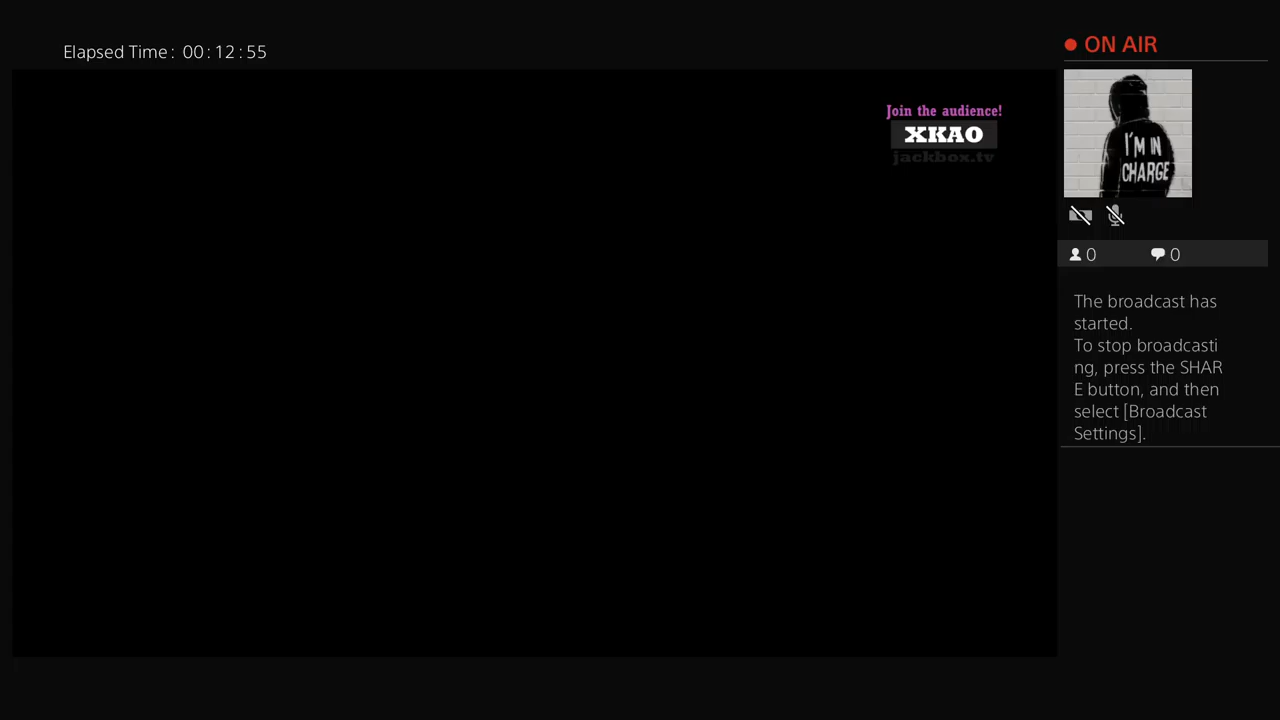 Elapsed Time: 00:12:55
ON AIR
Join the audience!
XKAO
jackbox.tv
I'M IN
CHARGE
0
0
The broadcast has
started.
To stop broadcasti
ng, press the SHAR
E button, and then
select [Broadcast
Settings].